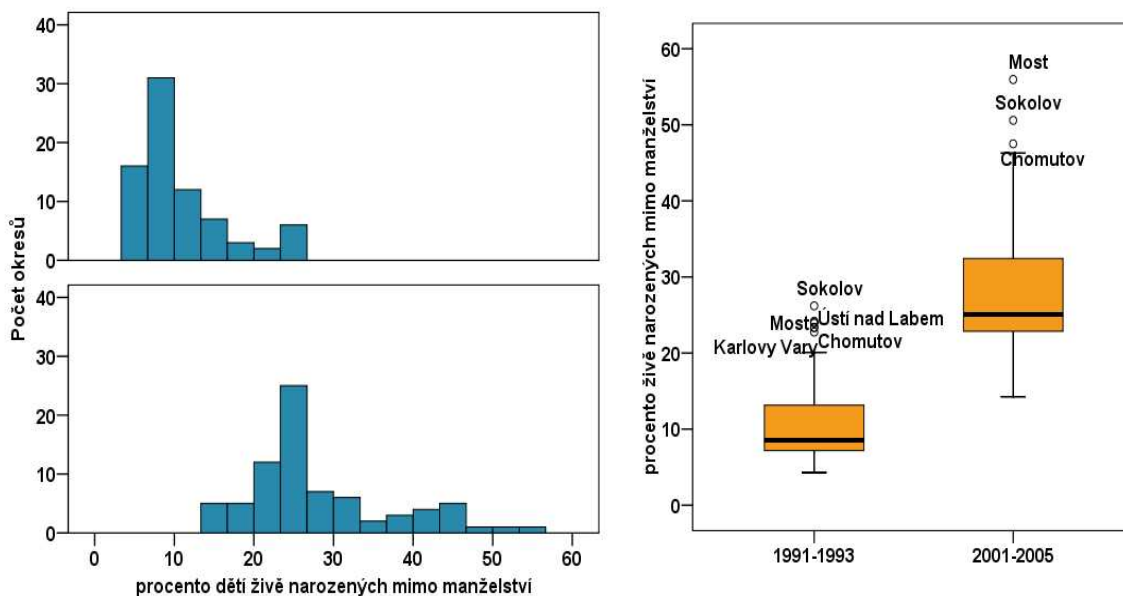 Počet okresů
40
30
20
10
0
40
30
20
10
0
0 10 20 30 40 50 60
procento dětí živě narozených mimo manželství
procento živě narozených mimo manželství
60
50
40
30
20
10
0
Most
Sokolov
Chomutov
Sokolov
Most Ústí nad Labem
Karlovy Vary Chomutov
1991-1993 2001-2005